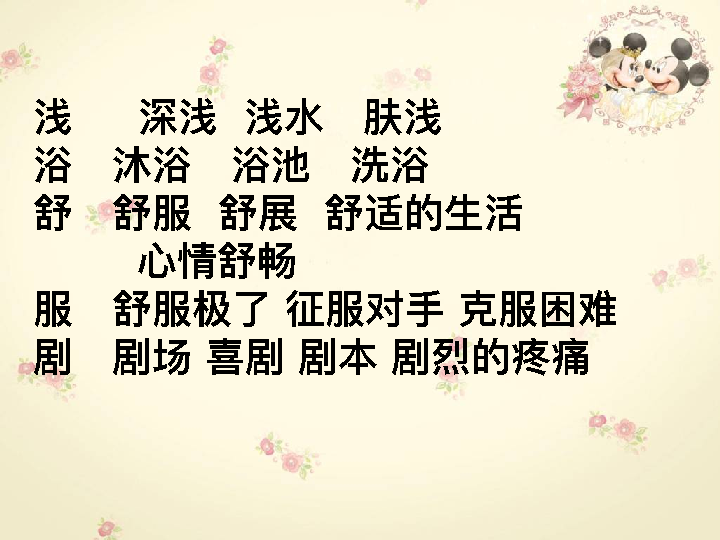 浅 深浅 浅水 肤浅
浴 沐浴 浴池 洗浴
舒 舒服 舒展 舒适的生活
心情舒畅
服 舒服极了 征服对手 克服困难
剧 剧场 喜剧 剧本 剧烈的疼痛